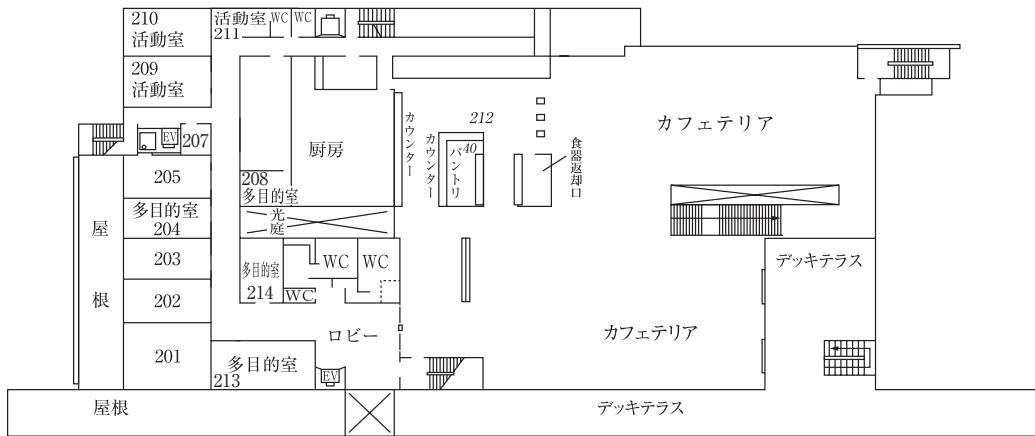 210
活動室
活動室
211
WC
WC
209
活動室
EV
207
厨房
カウンター
カウンター
212
パントリ
40
食器返却口
カフェテリア
205
208
多目的室
多目的室
204
光庭
屋根
203
202
201
多目的室
214
WC
WC
WC
ロビー
多目的室
213
EV
カフェテリア
デッキテラス
屋根
デッキテラス